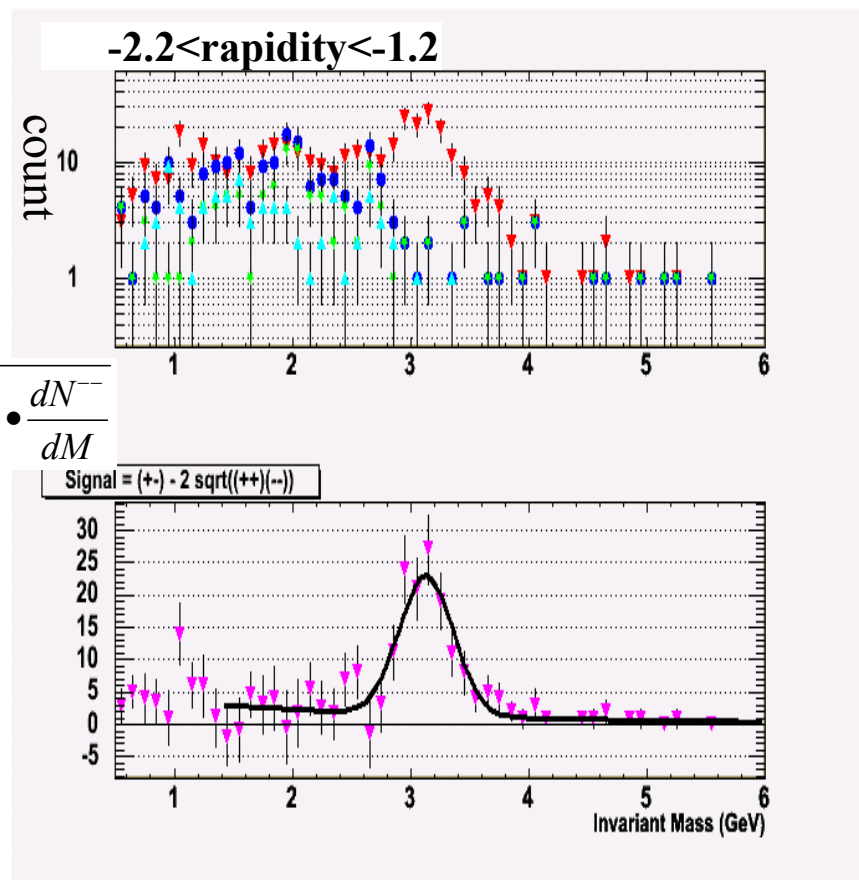 -2.2<rapidity<-1.2
count
10
1
1 2 3 4 5 6
• dN⁻⁻
dM
Signal = (+-) - 2 sqrt((++)(--))
30
25
20
15
10
5
0
-5
1 2 3 4 5 6
Invariant Mass (GeV)